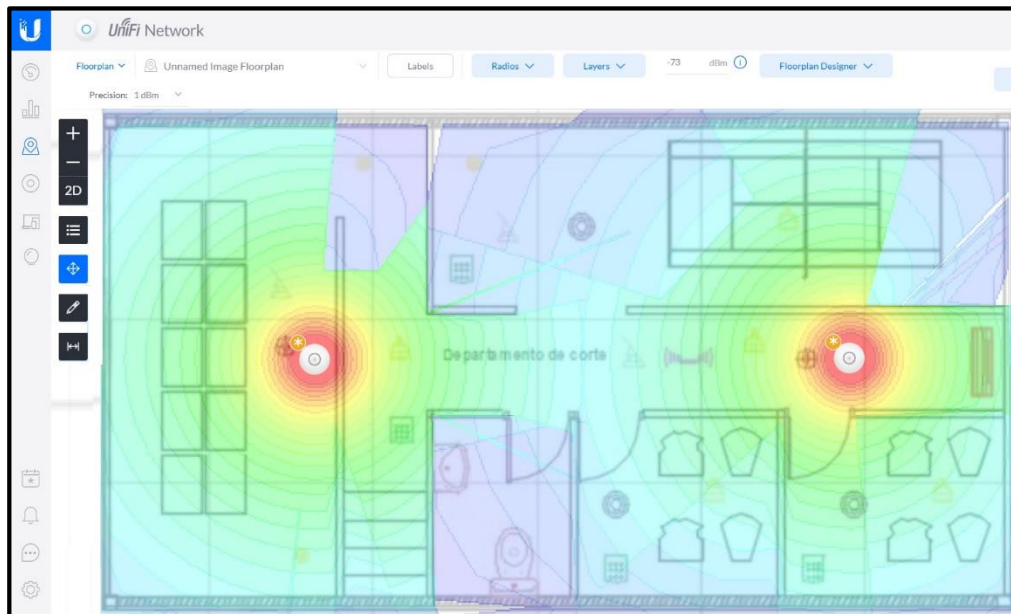 UniFi Network
Floorplan Unnamed Image Floorplan Labels Radios Layers -73 dBm Floorplan Designer
Precision: 1 dBm
2D
Departamento de corte